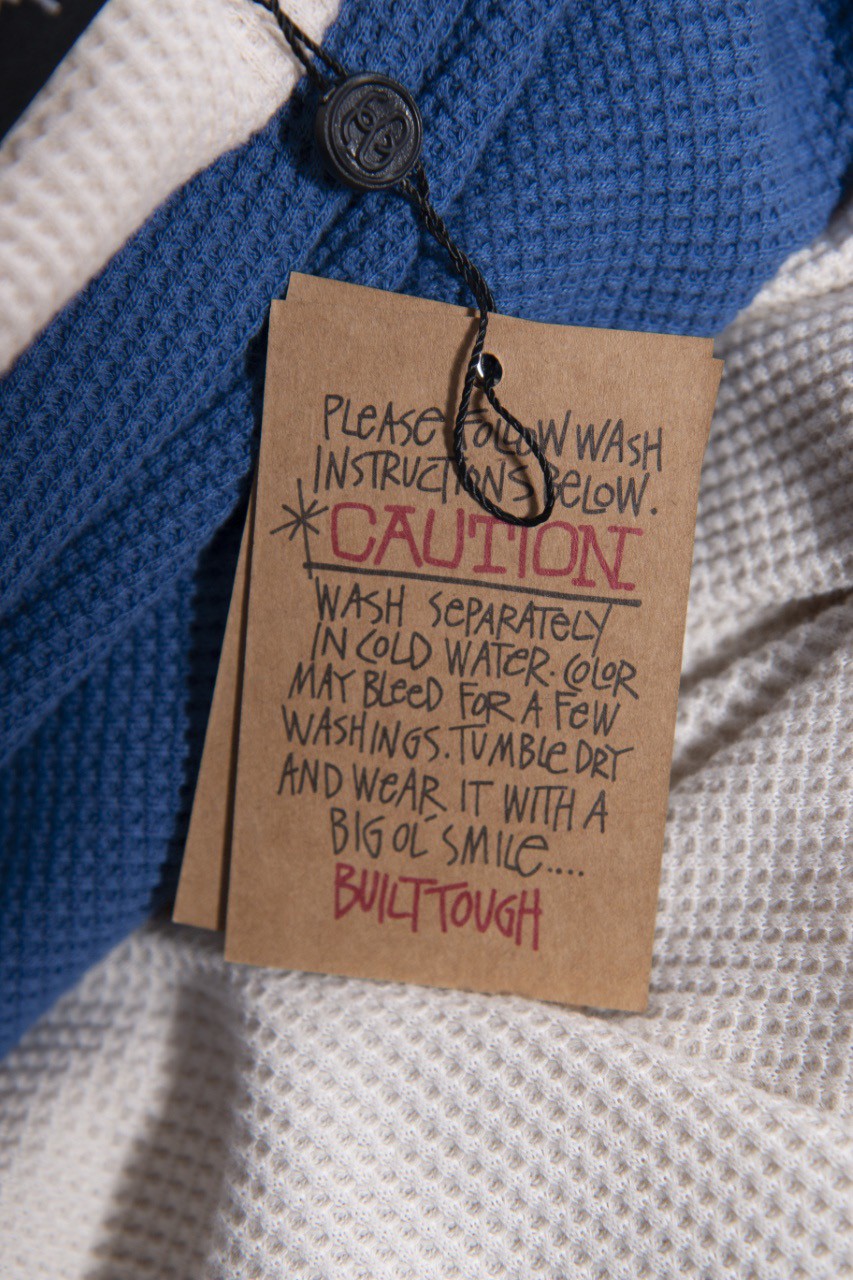 PLEASE FOLLOW WASH
INSTRUCTIONS BELOW.
*CAUTION.
WASH SEPARATELY
IN COLD WATER. COLOR
MAY BLEED FOR A FEW
WASHINGS. TUMBLE DRY
AND WEAR IT WITH A
BIG OL' SMILE....
BUILT TOUGH